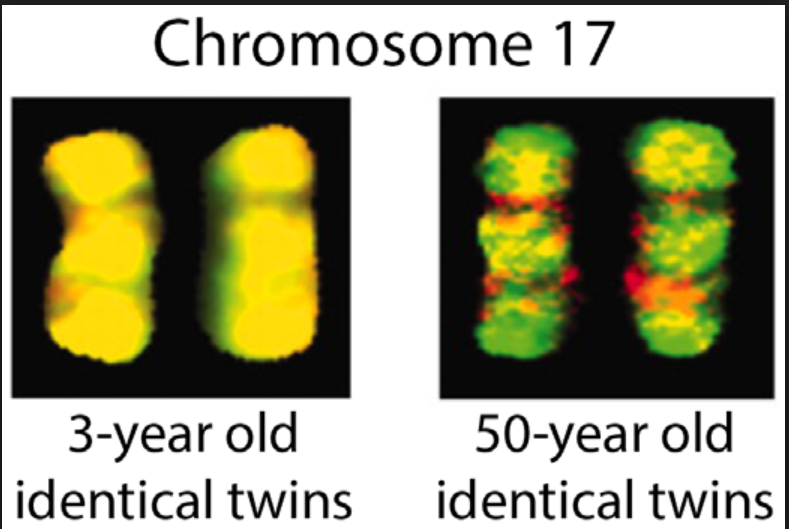 Chromosome 17
3-year old
identical twins
50-year old
identical twins